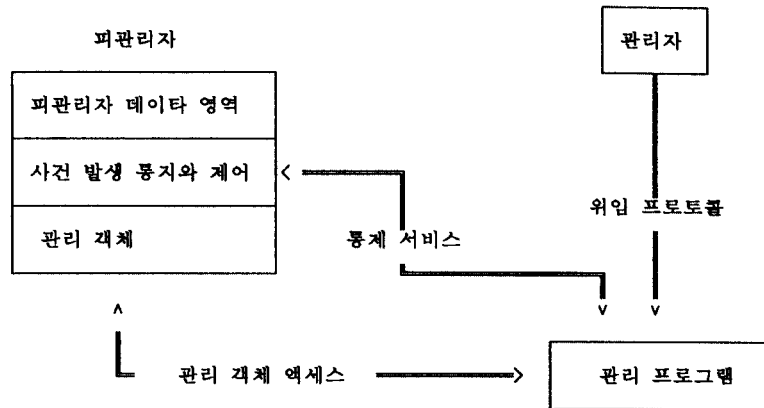 피관리자
관리자
피관리자 데이타 영역
사건 발생 통지와 제어
위임 프로토콜
관리 객체
통제 서비스
관리 객체 액세스
관리 프로그램